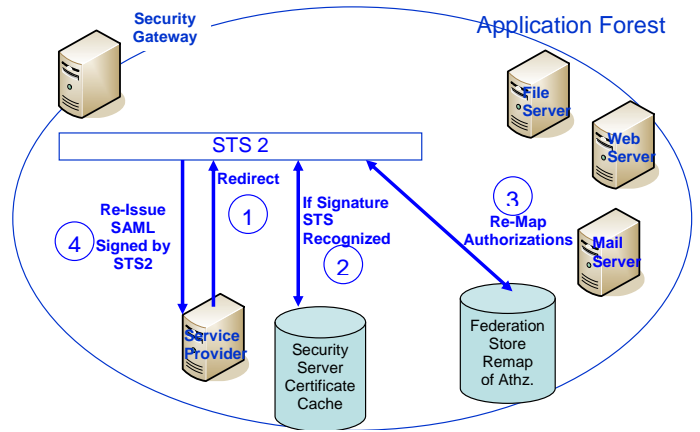 Security
Gateway
Application Forest
File
Server
Web
Server
STS 2
Redirect
1
Re-Issue
SAML
Signed by
STS2
4
If Signature
STS
Recognized
2
3
Re-Map
Authorizations
Mail
Server
Service
Provider
Security
Server
Certificate
Cache
Federation
Store
Remap
of Athz.